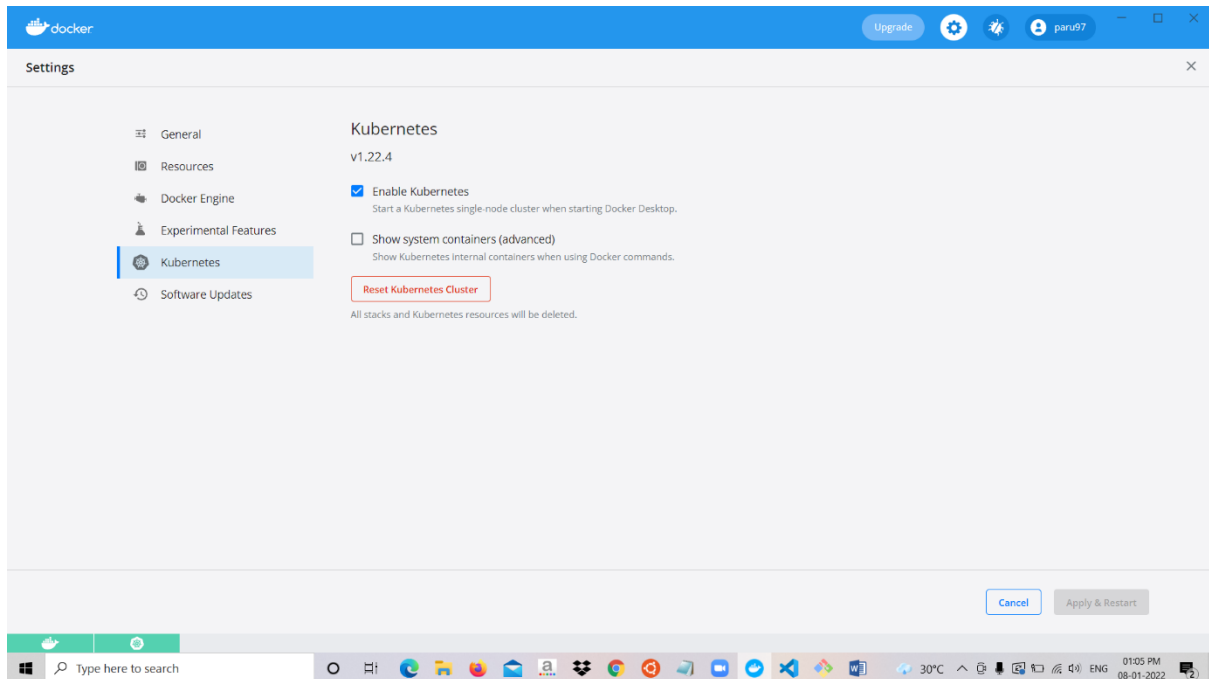 docker
Upgrade
paru97
Settings
General
Resources
Docker Engine
Experimental Features
Kubernetes
Software Updates
Kubernetes
v1.22.4
Enable Kubernetes
Start a Kubernetes single-node cluster when starting Docker Desktop.
Show system containers (advanced)
Show Kubernetes internal containers when using Docker commands.
Reset Kubernetes Cluster
All stacks and Kubernetes resources will be deleted.
Cancel
Apply & Restart
Type here to search
a
30°C
ENG
01:05 PM
08-01-2022
2